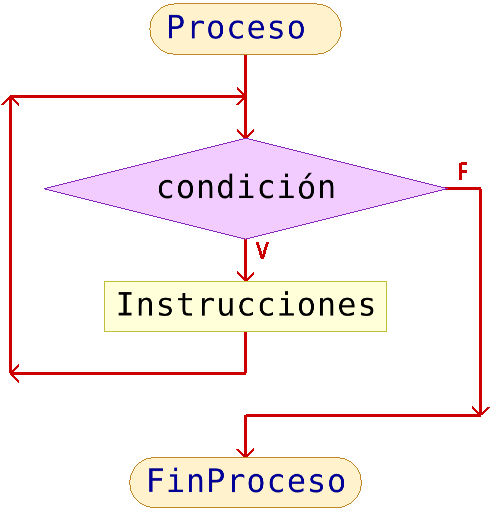 Proceso
condición
F
V
Instrucciones
FinProceso